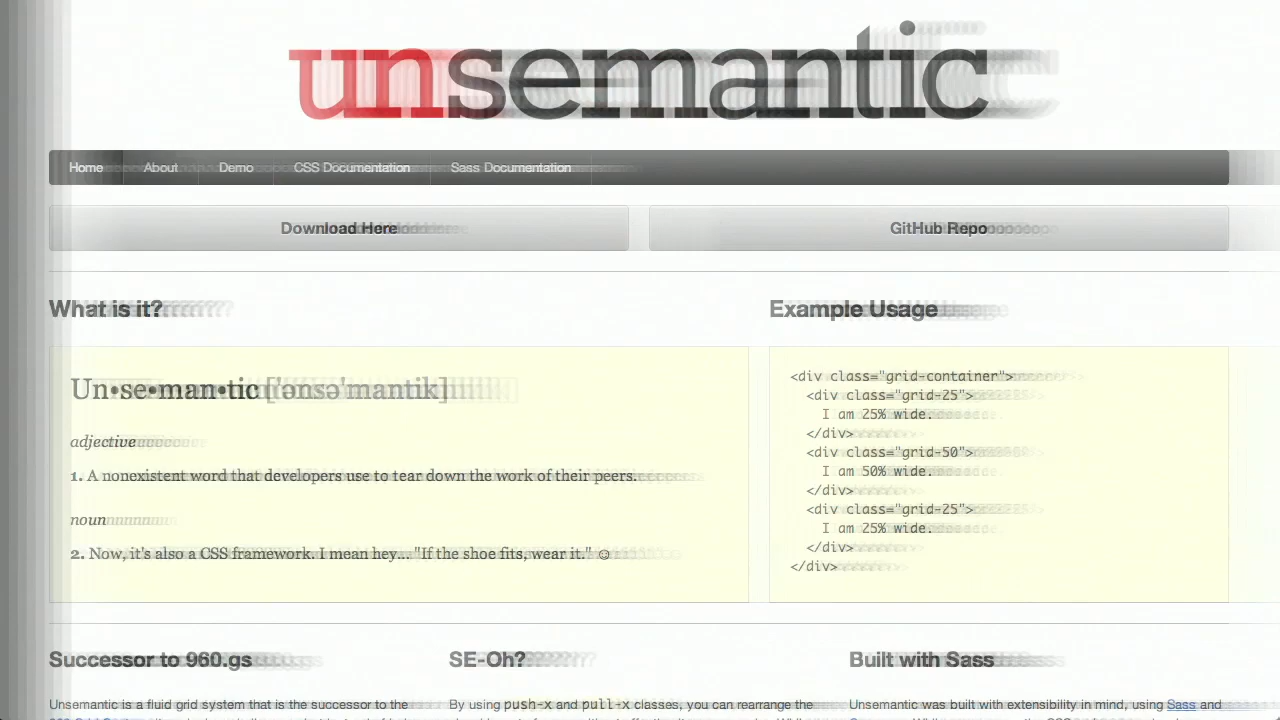 unsemantic
Home About Demo CSS Documentation Sass Documentation
Download Here GitHub Repo
What is it?
Un•se•man•tic ['ənsə'mantik]
adjective
1. A nonexistent word that developers use to tear down the work of their peers.
noun
2. Now, it's also a CSS framework. I mean hey... "If the shoe fits, wear it." ☺
Example Usage
<div class="grid-container">
  <div class="grid-25">
    I am 25% wide.
  </div>
  <div class="grid-50">
    I am 50% wide.
  </div>
  <div class="grid-25">
    I am 25% wide.
  </div>
</div>
Successor to 960.gs
Unsemantic is a fluid grid system that is the successor to the
SE-Oh?
By using push-x and pull-x classes, you can rearrange the
Built with Sass
Unsemantic was built with extensibility in mind, using Sass and